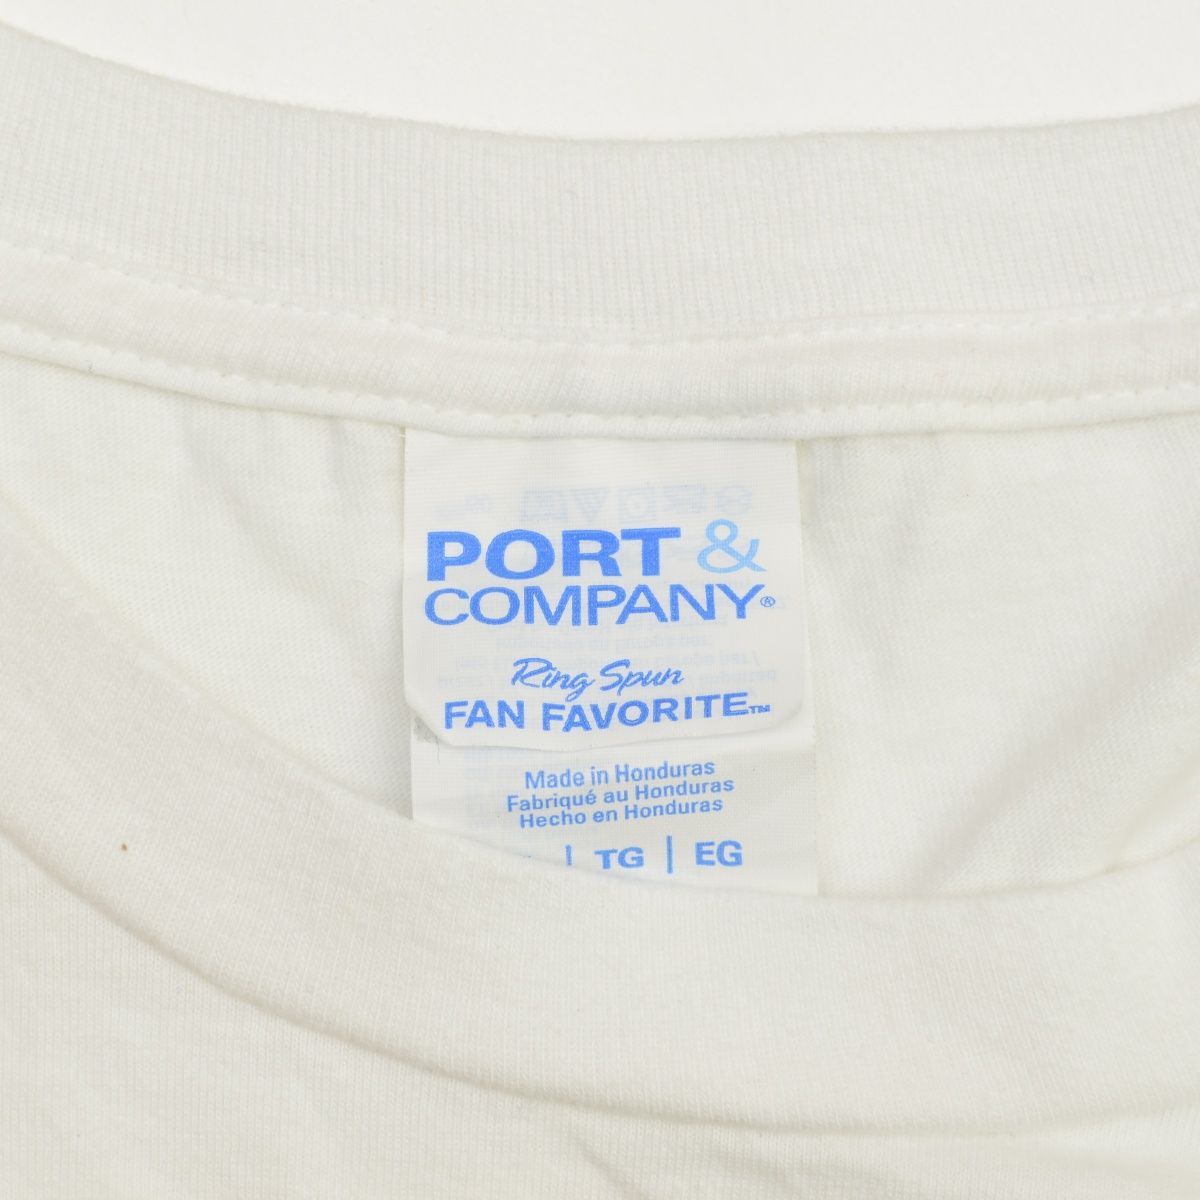 PORT &
COMPANY®
Ring Spun
FAN FAVORITE™
Made in Honduras
Fabriqué au Honduras
Hecho en Honduras
| TG | EG